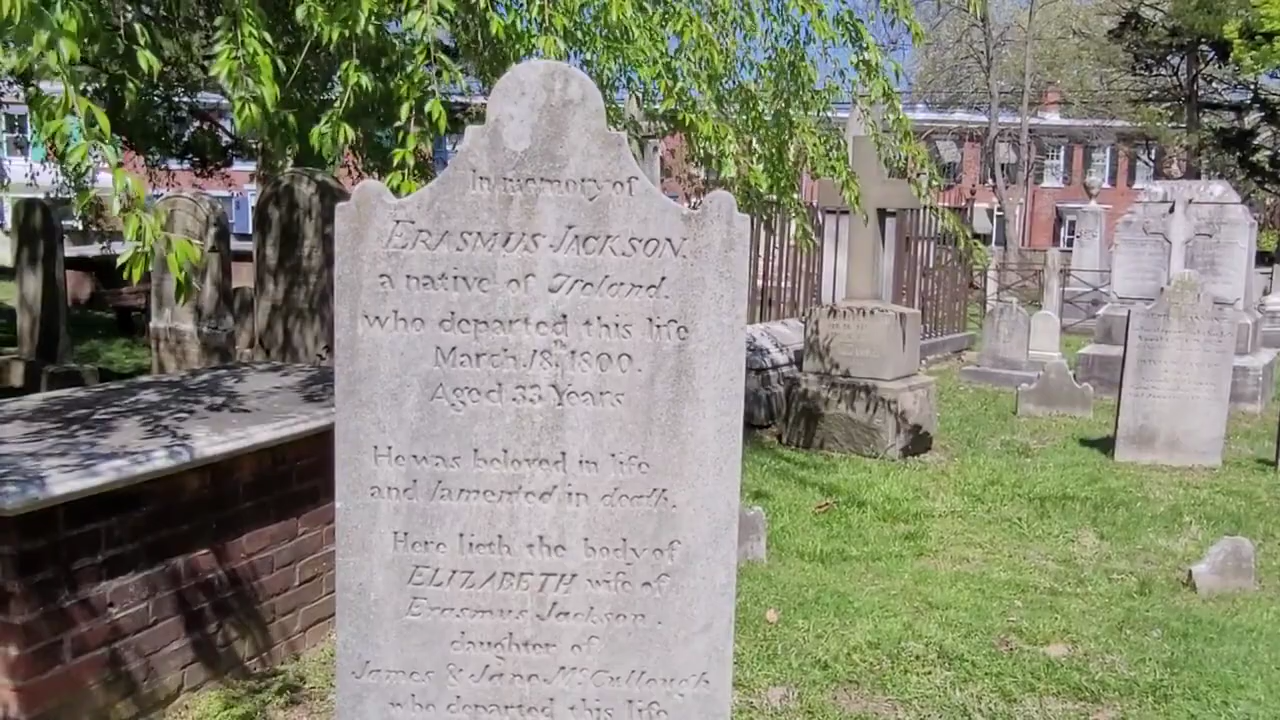 In memory of
ERASMUS JACKSON.
a native of Ireland.
who departed this life
March 18th, 1800.
Aged 33 Years
He was beloved in life
and lamented in death.
Here lieth the body of
ELIZABETH wife of
Erasmus Jackson.
daughter of
James & Jane McCullough
who departed this life